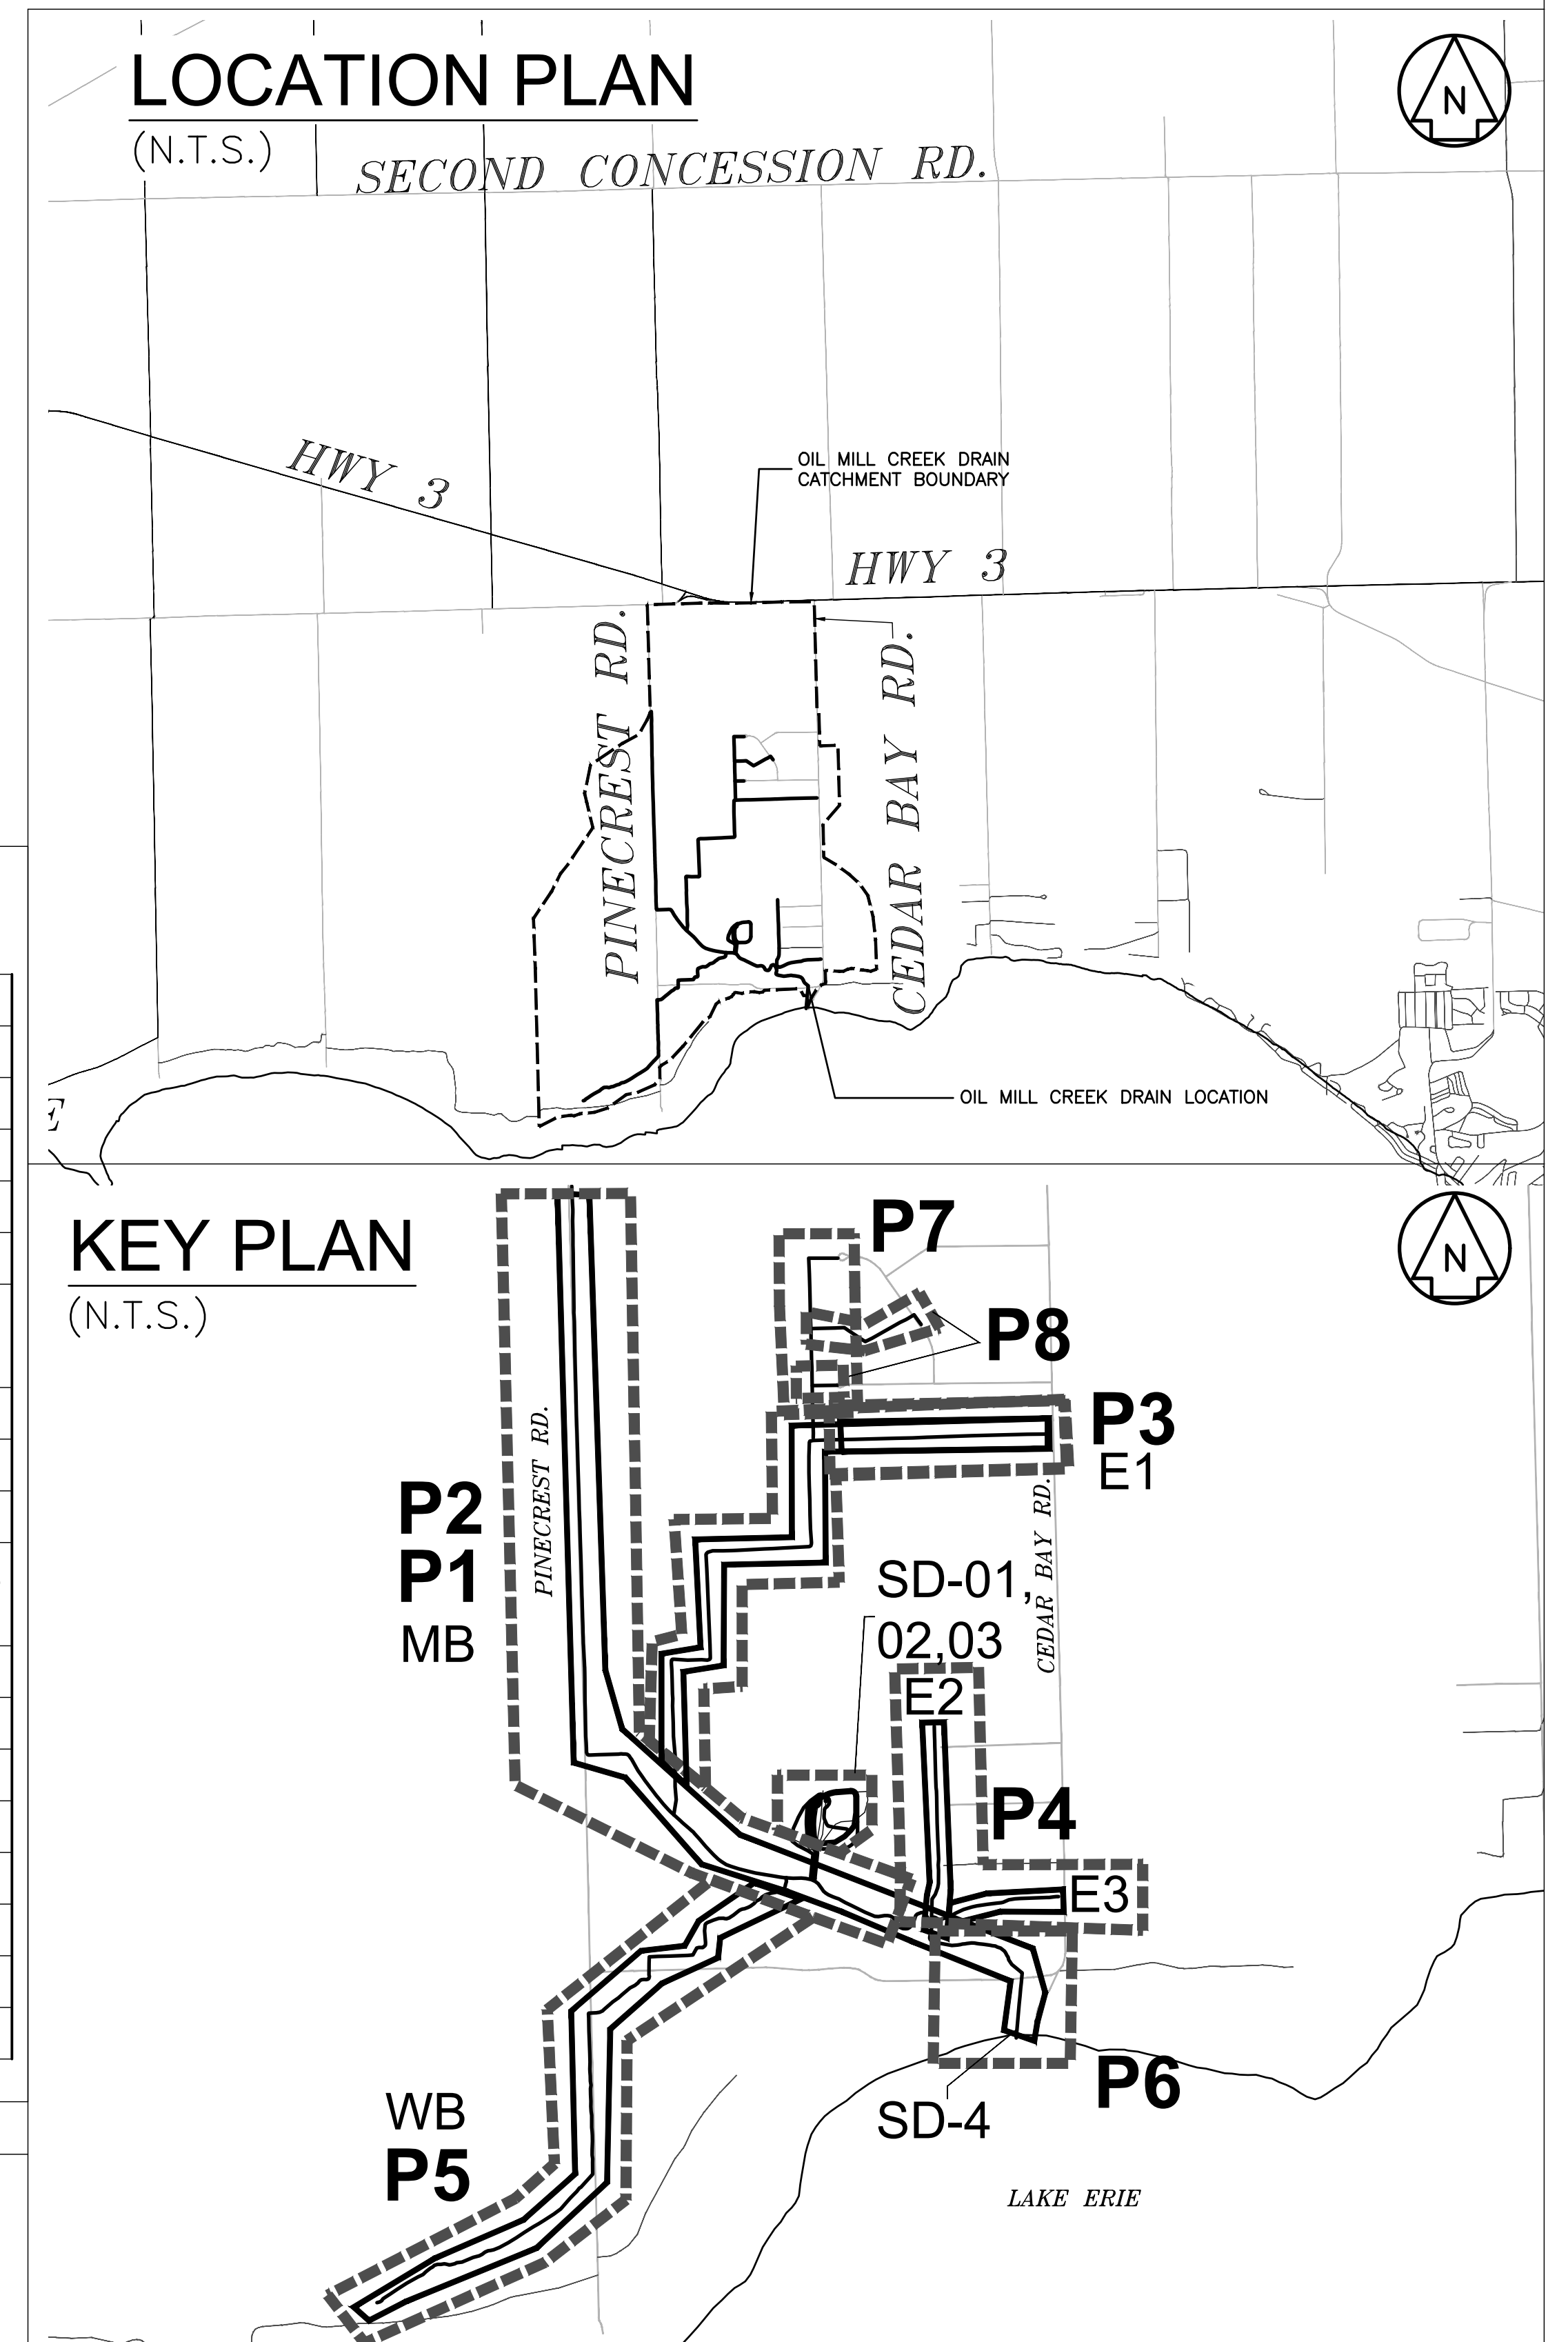 LOCATION PLAN
(N.T.S.)
N
SECOND CONCESSION RD.
HWY 3
OIL MILL CREEK DRAIN
CATCHMENT BOUNDARY
HWY 3
PINECREST RD.
CEDAR BAY RD.
OIL MILL CREEK DRAIN LOCATION
E
KEY PLAN
(N.T.S.)
N
P7
P8
P3
E1
PINECREST RD.
P2
P1
MB
CEDAR BAY RD.
SD-01,
02,03
E2
P4
E3
P6
SD-4
WB
P5
LAKE ERIE